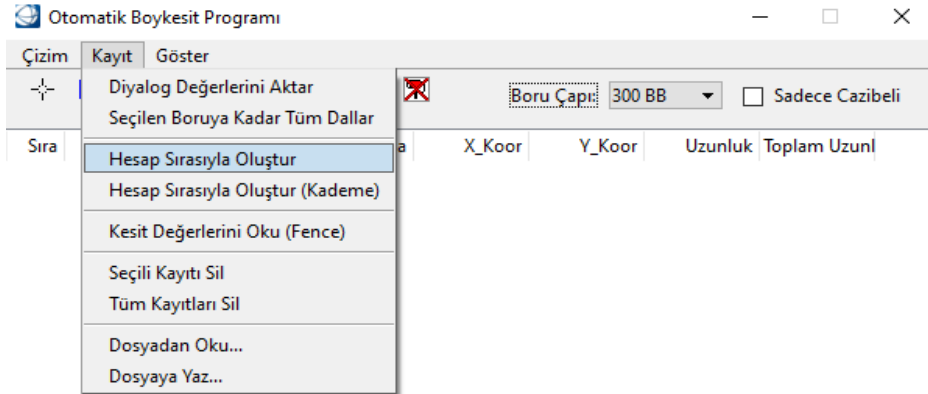 Otomatik Boykesit Programı
Çizim Kayıt Göster
Boru Çapı: 300 BB Sadece Cazibeli
Sıra X_Koor Y_Koor Uzunluk Toplam Uzunl
Diyalog Değerlerini Aktar
Seçilen Boruya Kadar Tüm Dallar
Hesap Sırasıyla Oluştur
Hesap Sırasıyla Oluştur (Kademe)
Kesit Değerlerini Oku (Fence)
Seçili Kayıtı Sil
Tüm Kayıtları Sil
Dosyadan Oku...
Dosyaya Yaz...